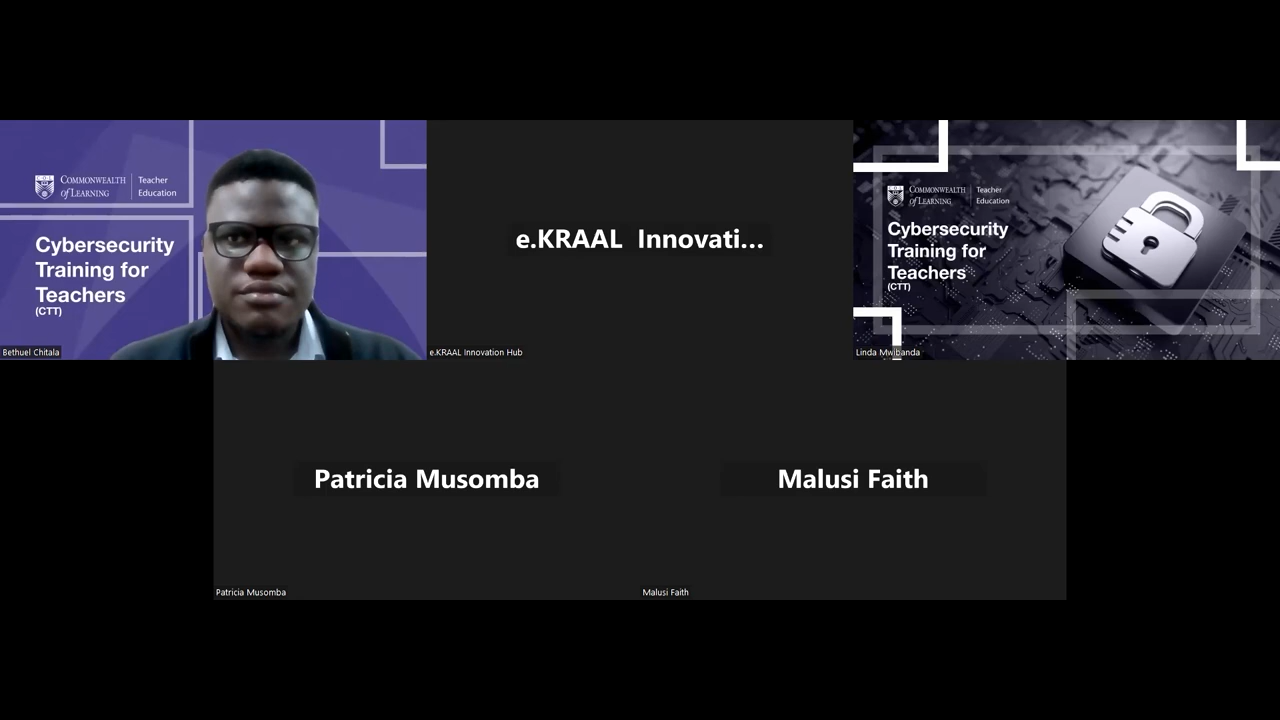 COMMONWEALTH
of LEARNING
Teacher
Education
Cybersecurity
Training for
Teachers
(CTT)
Bethuel Chitala
e.KRAAL Innovati...
e.KRAAL Innovation Hub
COL
COMMONWEALTH
of LEARNING
Teacher
Education
Cybersecurity
Training for
Teachers
(CTT)
Linda Mwibanda
Patricia Musomba
Patricia Musomba
Malusi Faith
Malusi Faith